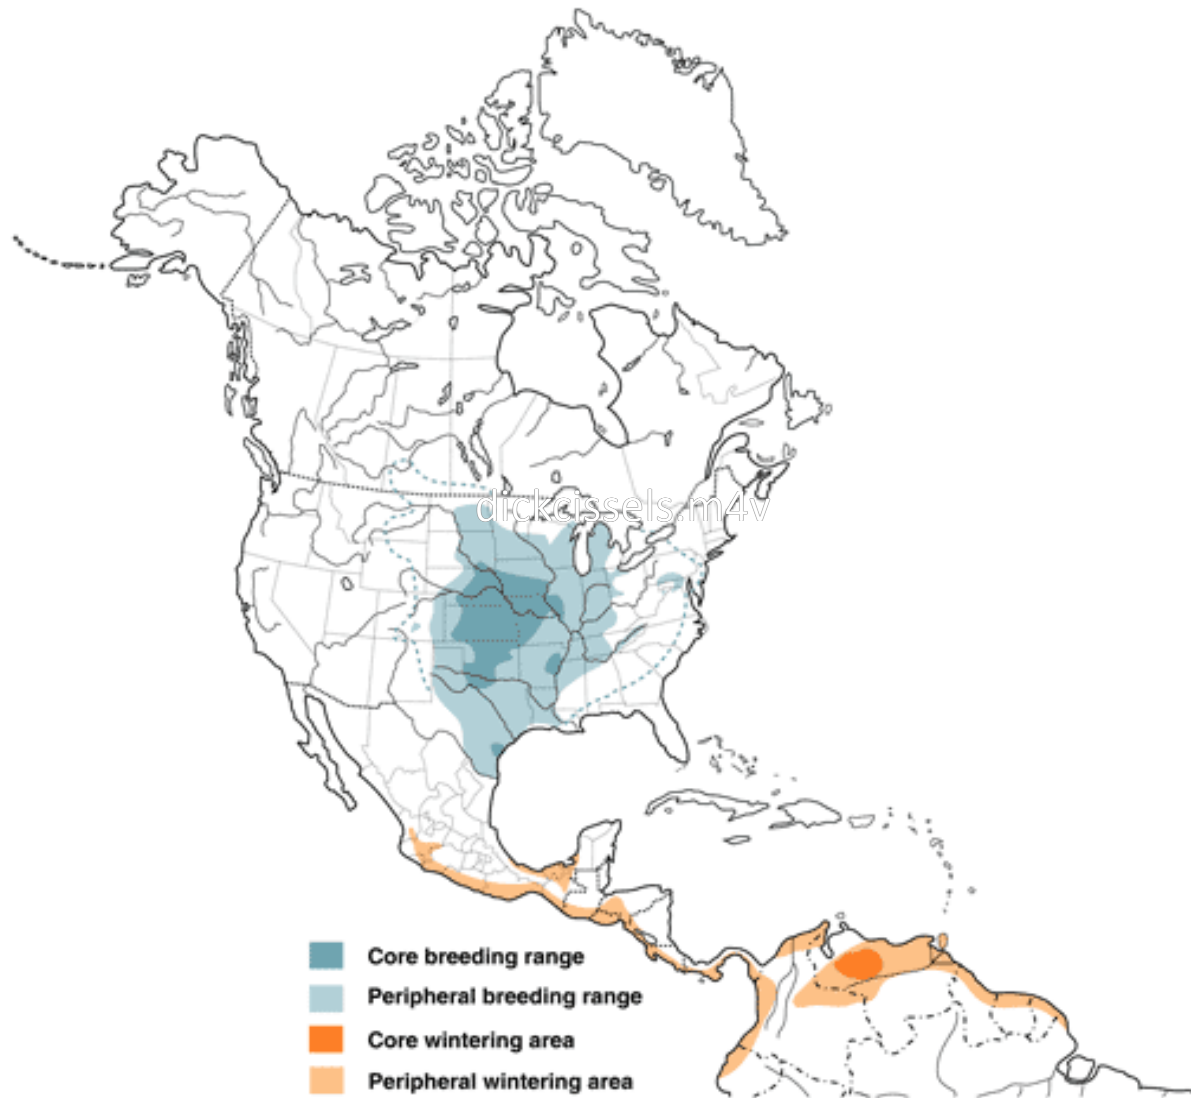 dickcissels.m4v
Core breeding range
Peripheral breeding range
Core wintering area
Peripheral wintering area